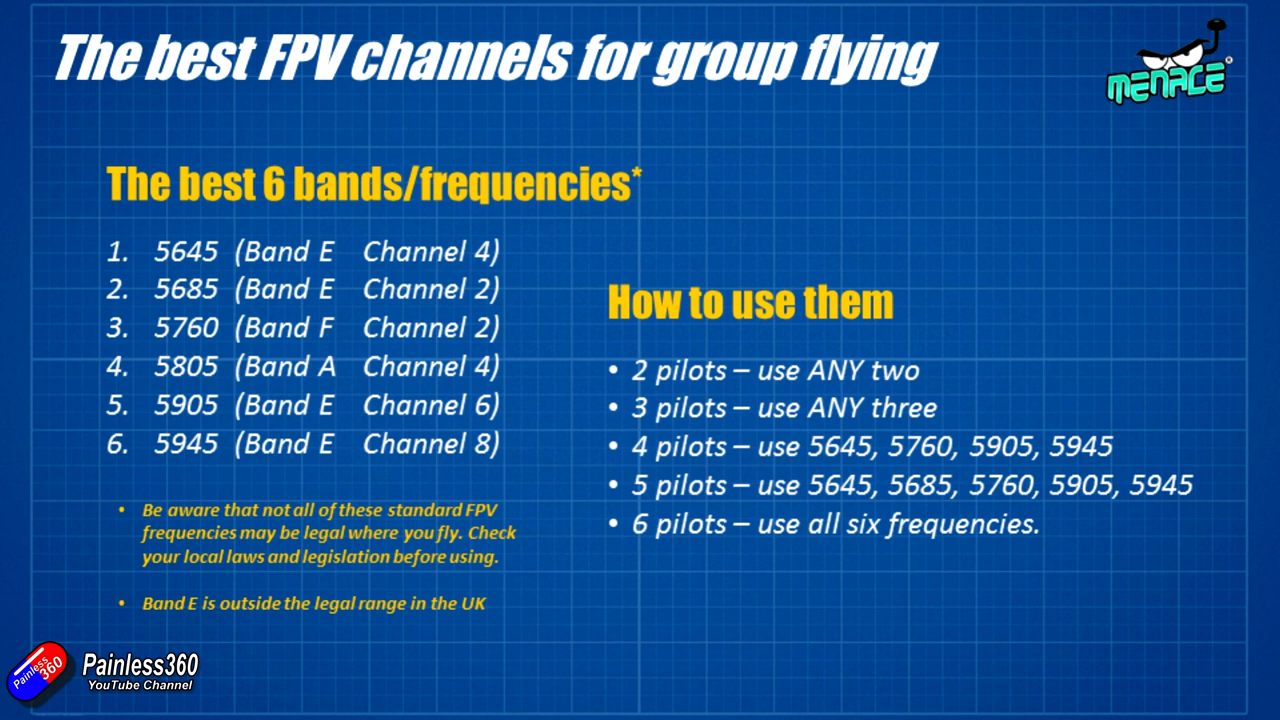 The best FPV channels for group flying
MENACE
®
The best 6 bands/frequencies*
1. 5645 (Band E Channel 4)
2. 5685 (Band E Channel 2)
3. 5760 (Band F Channel 2)
4. 5805 (Band A Channel 4)
5. 5905 (Band E Channel 6)
6. 5945 (Band E Channel 8)
• Be aware that not all of these standard FPV
frequencies may be legal where you fly. Check
your local laws and legislation before using.
• Band E is outside the legal range in the UK
How to use them
• 2 pilots – use ANY two
• 3 pilots – use ANY three
• 4 pilots – use 5645, 5760, 5905, 5945
• 5 pilots – use 5645, 5685, 5760, 5905, 5945
• 6 pilots – use all six frequencies.
Painless
360
Painless360
YouTube Channel